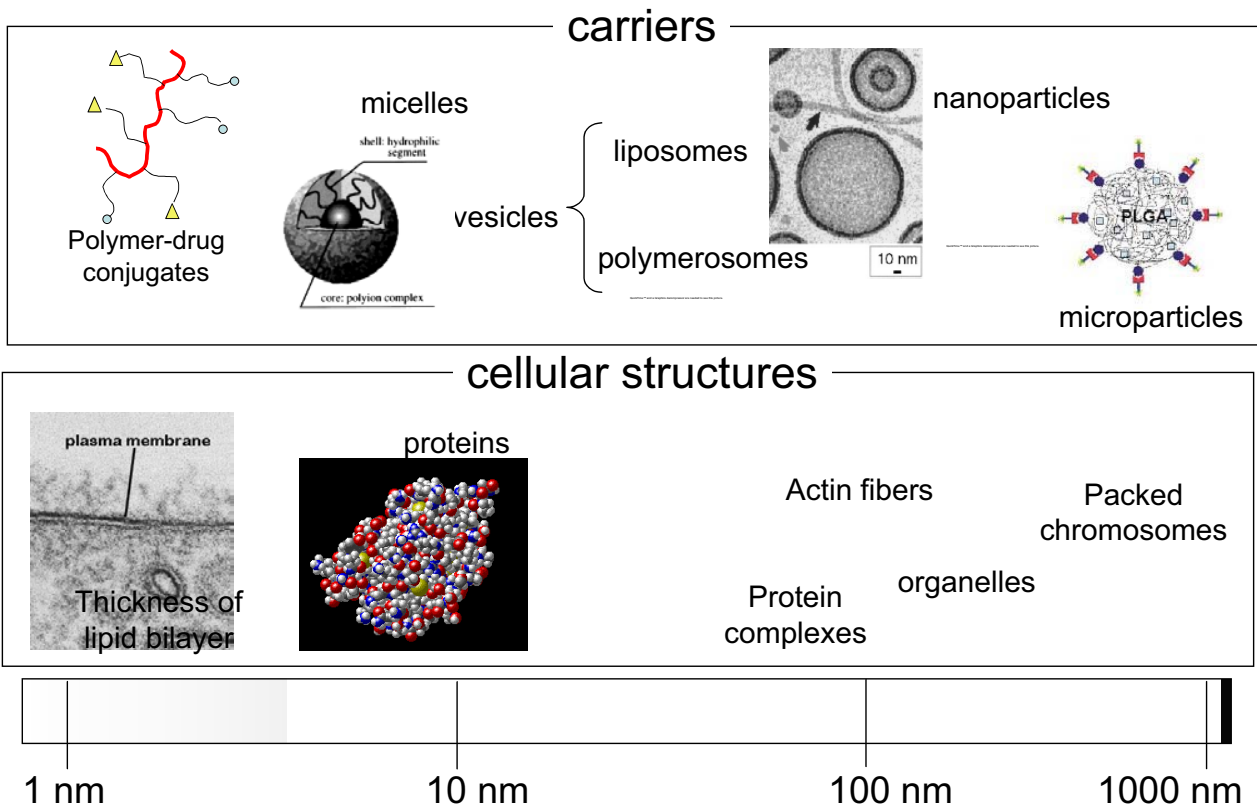 carriers
micelles
shell: hydrophilic
segment
core: polyion complex
Polymer-drug
conjugates
vesicles
liposomes
polymerosomes
10 nm
nanoparticles
PLGA
microparticles
cellular structures
plasma membrane
Thickness of
lipid bilayer
proteins
Actin fibers
Packed
chromosomes
organelles
Protein
complexes
1 nm
10 nm
100 nm
1000 nm